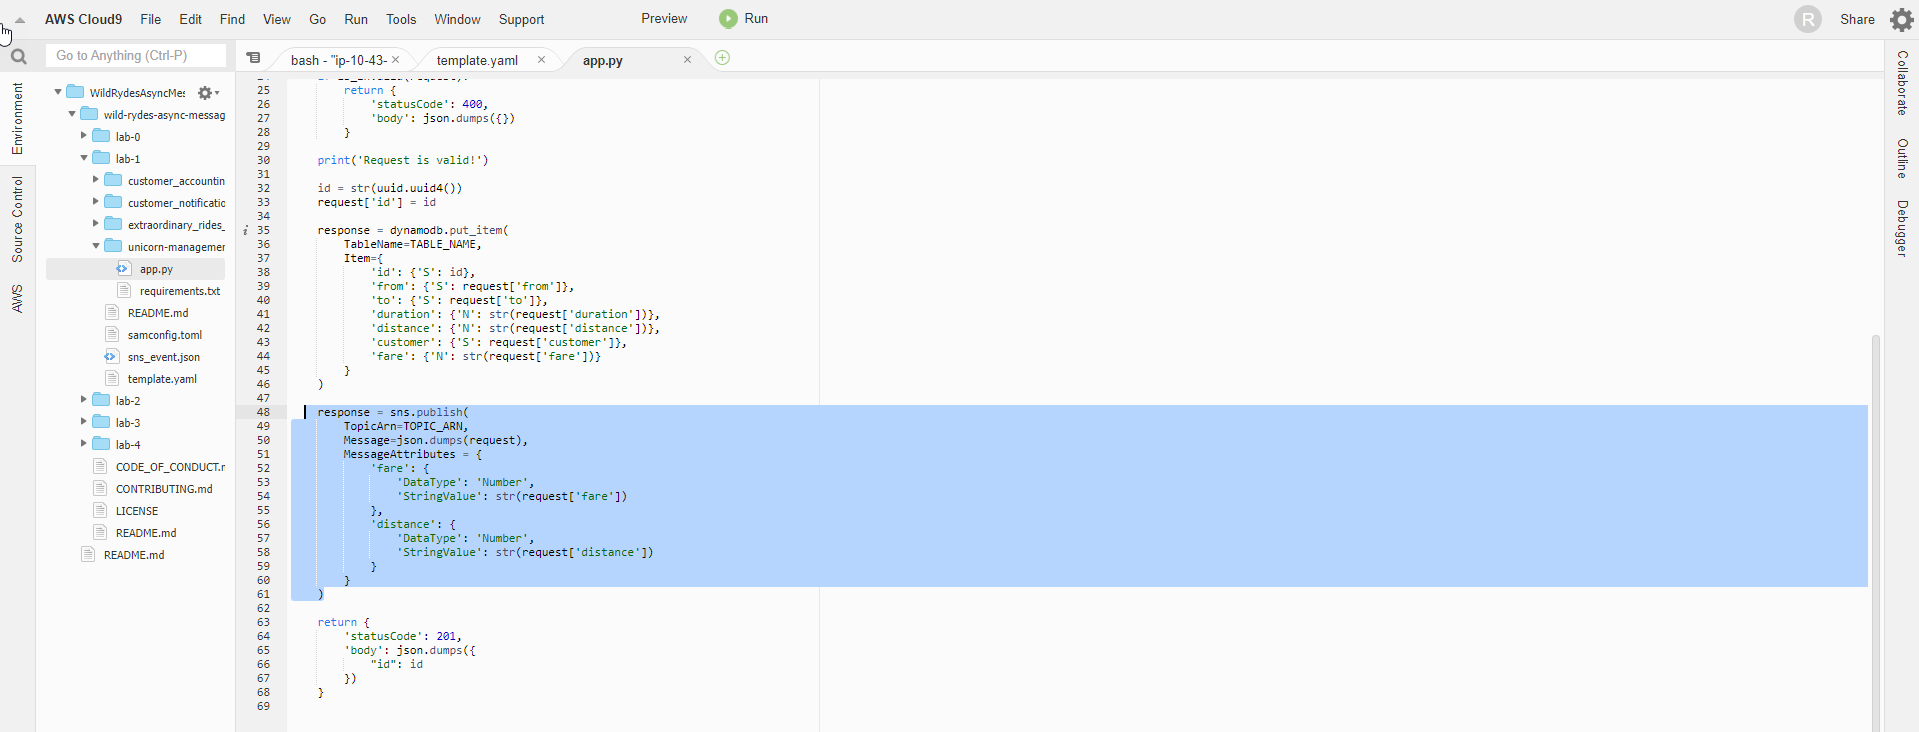 AWS Cloud9 File Edit Find View Go Run Tools Window Support Preview Run R Share
Go to Anything (Ctrl-P)
bash - "ip-10-43- × template.yaml × app.py ×
Environment
Source Control
AWS
WildRydesAsyncMes
wild-rydes-async-messag
lab-0
lab-1
customer_accountin
customer_notificatio
extraordinary_rides_
unicorn-managemer
app.py
requirements.txt
README.md
samconfig.toml
sns_event.json
template.yaml
lab-2
lab-3
lab-4
CODE_OF_CONDUCT.r
CONTRIBUTING.md
LICENSE
README.md
README.md
25 return {
26 'statusCode': 400,
27 'body': json.dumps({})
28 }
29
30 print('Request is valid!')
31
32 id = str(uuid.uuid4())
33 request['id'] = id
34
i 35 response = dynamodb.put_item(
36 TableName=TABLE_NAME,
37 Item={
38 'id': {'S': id},
39 'from': {'S': request['from']},
40 'to': {'S': request['to']},
41 'duration': {'N': str(request['duration'])},
42 'distance': {'N': str(request['distance'])},
43 'customer': {'S': request['customer']},
44 'fare': {'N': str(request['fare'])}
45 }
46 )
47
48 response = sns.publish(
49 TopicArn=TOPIC_ARN,
50 Message=json.dumps(request),
51 MessageAttributes = {
52 'fare': {
53 'DataType': 'Number',
54 'StringValue': str(request['fare'])
55 },
56 'distance': {
57 'DataType': 'Number',
58 'StringValue': str(request['distance'])
59 }
60 }
61 )
62
63 return {
64 'statusCode': 201,
65 'body': json.dumps({
66 "id": id
67 })
68 }
69
Collaborate
Outline
Debugger